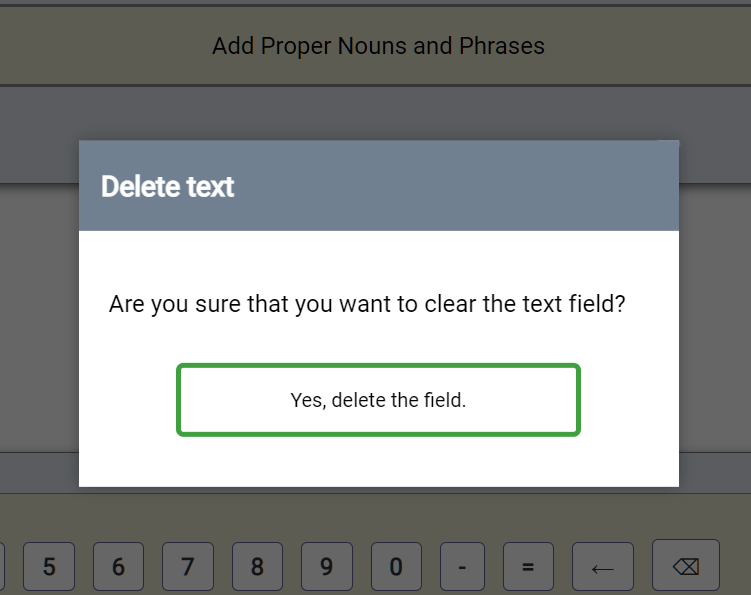 Add Proper Nouns and Phrases
Delete text
Are you sure that you want to clear the text field?
Yes, delete the field.
5 6 7 8 9 0 - = ← ⌫